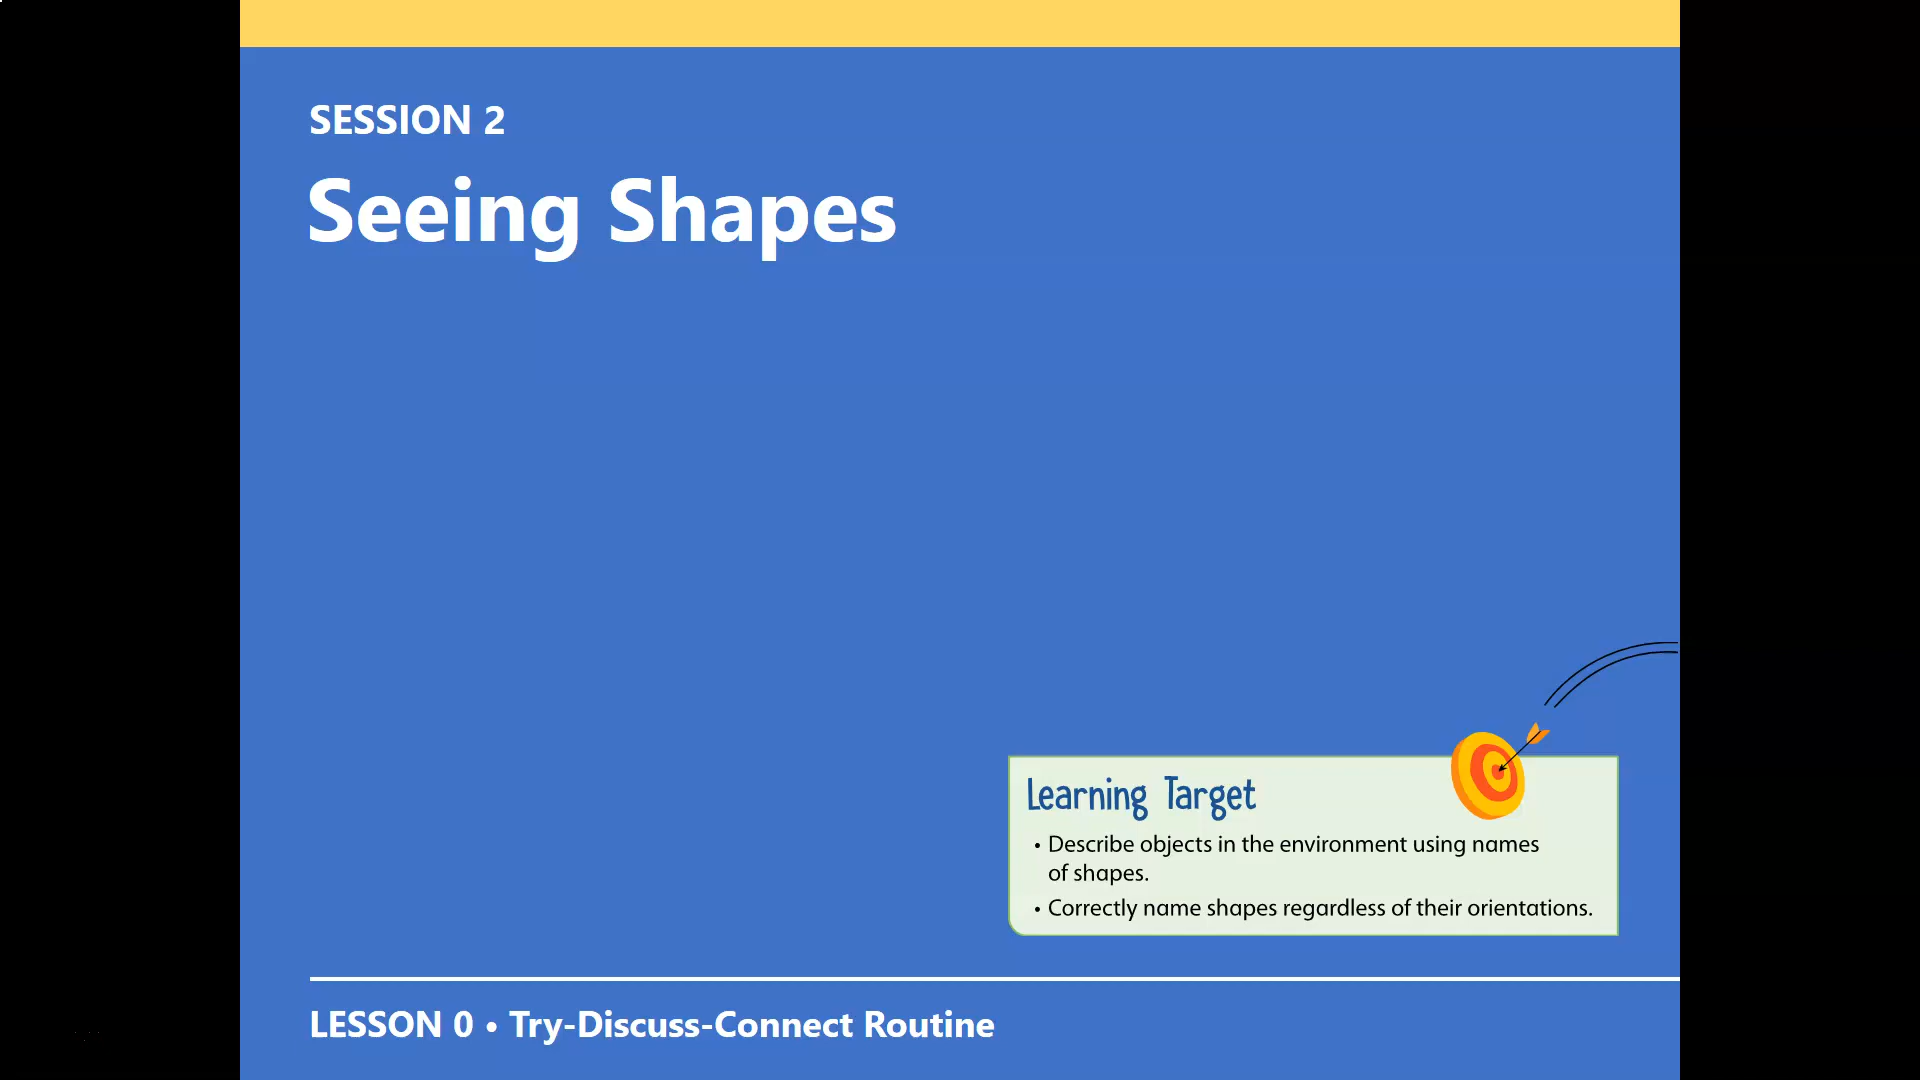 SESSION 2
Seeing Shapes
Learning Target
• Describe objects in the environment using names
of shapes.
• Correctly name shapes regardless of their orientations.
LESSON 0 • Try-Discuss-Connect Routine